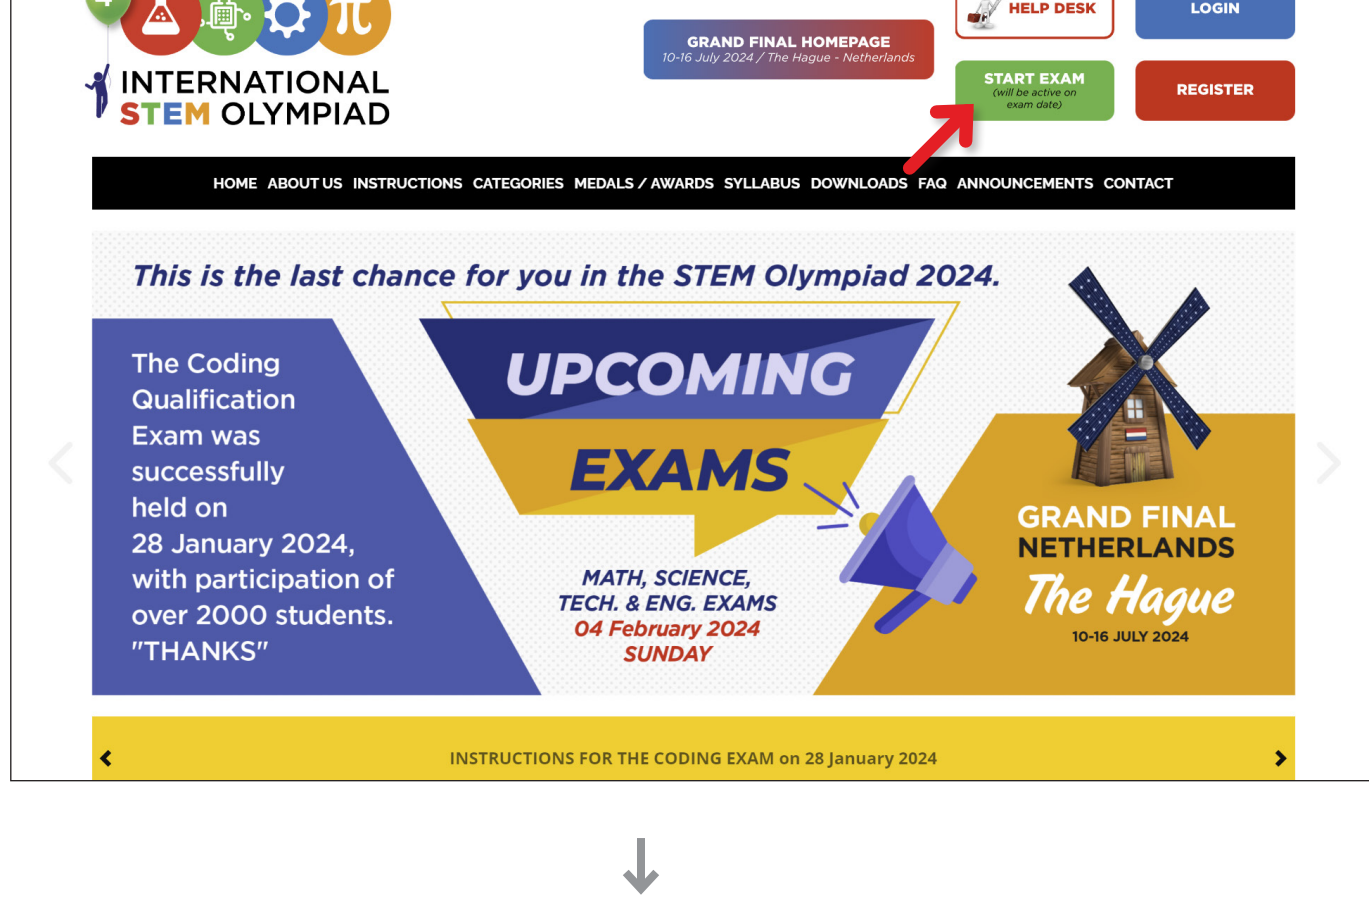 4
π
HELP DESK
LOGIN
GRAND FINAL HOMEPAGE
10-16 July 2024 / The Hague - Netherlands
START EXAM
(will be active on
exam date)
REGISTER
INTERNATIONAL
STEM OLYMPIAD
HOME ABOUT US INSTRUCTIONS CATEGORIES MEDALS / AWARDS SYLLABUS DOWNLOADS FAQ ANNOUNCEMENTS CONTACT
This is the last chance for you in the STEM Olympiad 2024.
The Coding
Qualification
Exam was
successfully
held on
28 January 2024,
with participation of
over 2000 students.
"THANKS"
UPCOMING
EXAMS
MATH, SCIENCE,
TECH. & ENG. EXAMS
04 February 2024
SUNDAY
GRAND FINAL
NETHERLANDS
The Hague
10-16 JULY 2024
INSTRUCTIONS FOR THE CODING EXAM on 28 January 2024